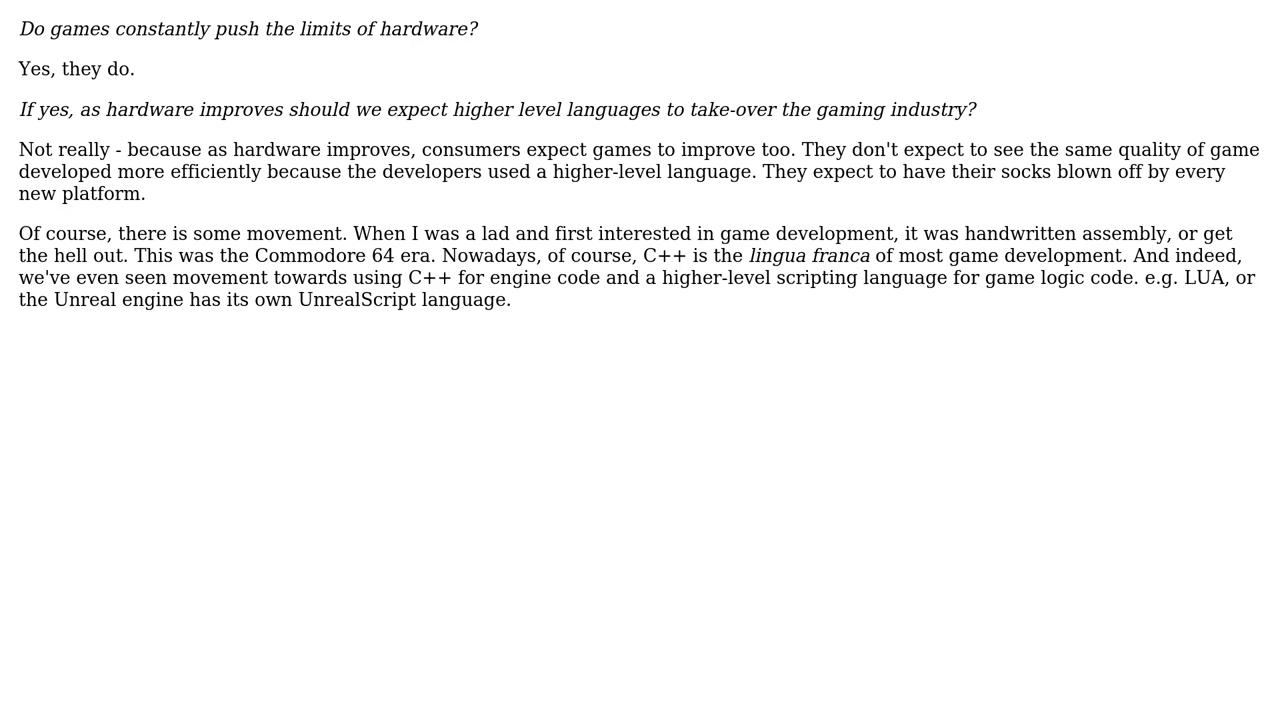 Do games constantly push the limits of hardware?
Yes, they do.
If yes, as hardware improves should we expect higher level languages to take-over the gaming industry?
Not really - because as hardware improves, consumers expect games to improve too. They don't expect to see the same quality of game
developed more efficiently because the developers used a higher-level language. They expect to have their socks blown off by every
new platform.
Of course, there is some movement. When I was a lad and first interested in game development, it was handwritten assembly, or get
the hell out. This was the Commodore 64 era. Nowadays, of course, C++ is the lingua franca of most game development. And indeed,
we've even seen movement towards using C++ for engine code and a higher-level scripting language for game logic code. e.g. LUA, or
the Unreal engine has its own UnrealScript language.